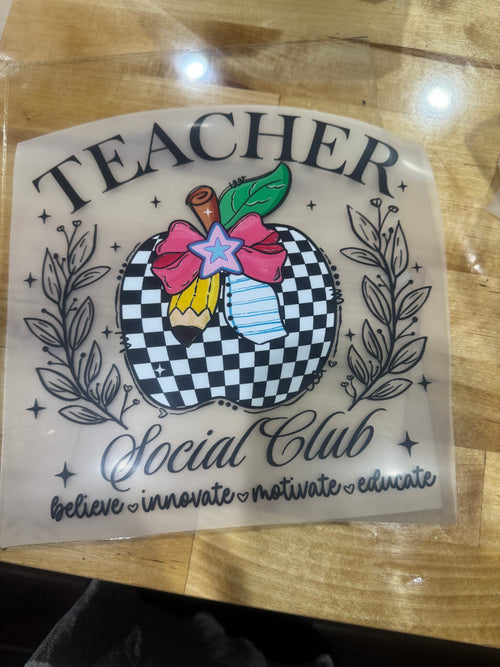 TEACHER
Social Club
believe ♡ innovate ♡ motivate ♡ educate